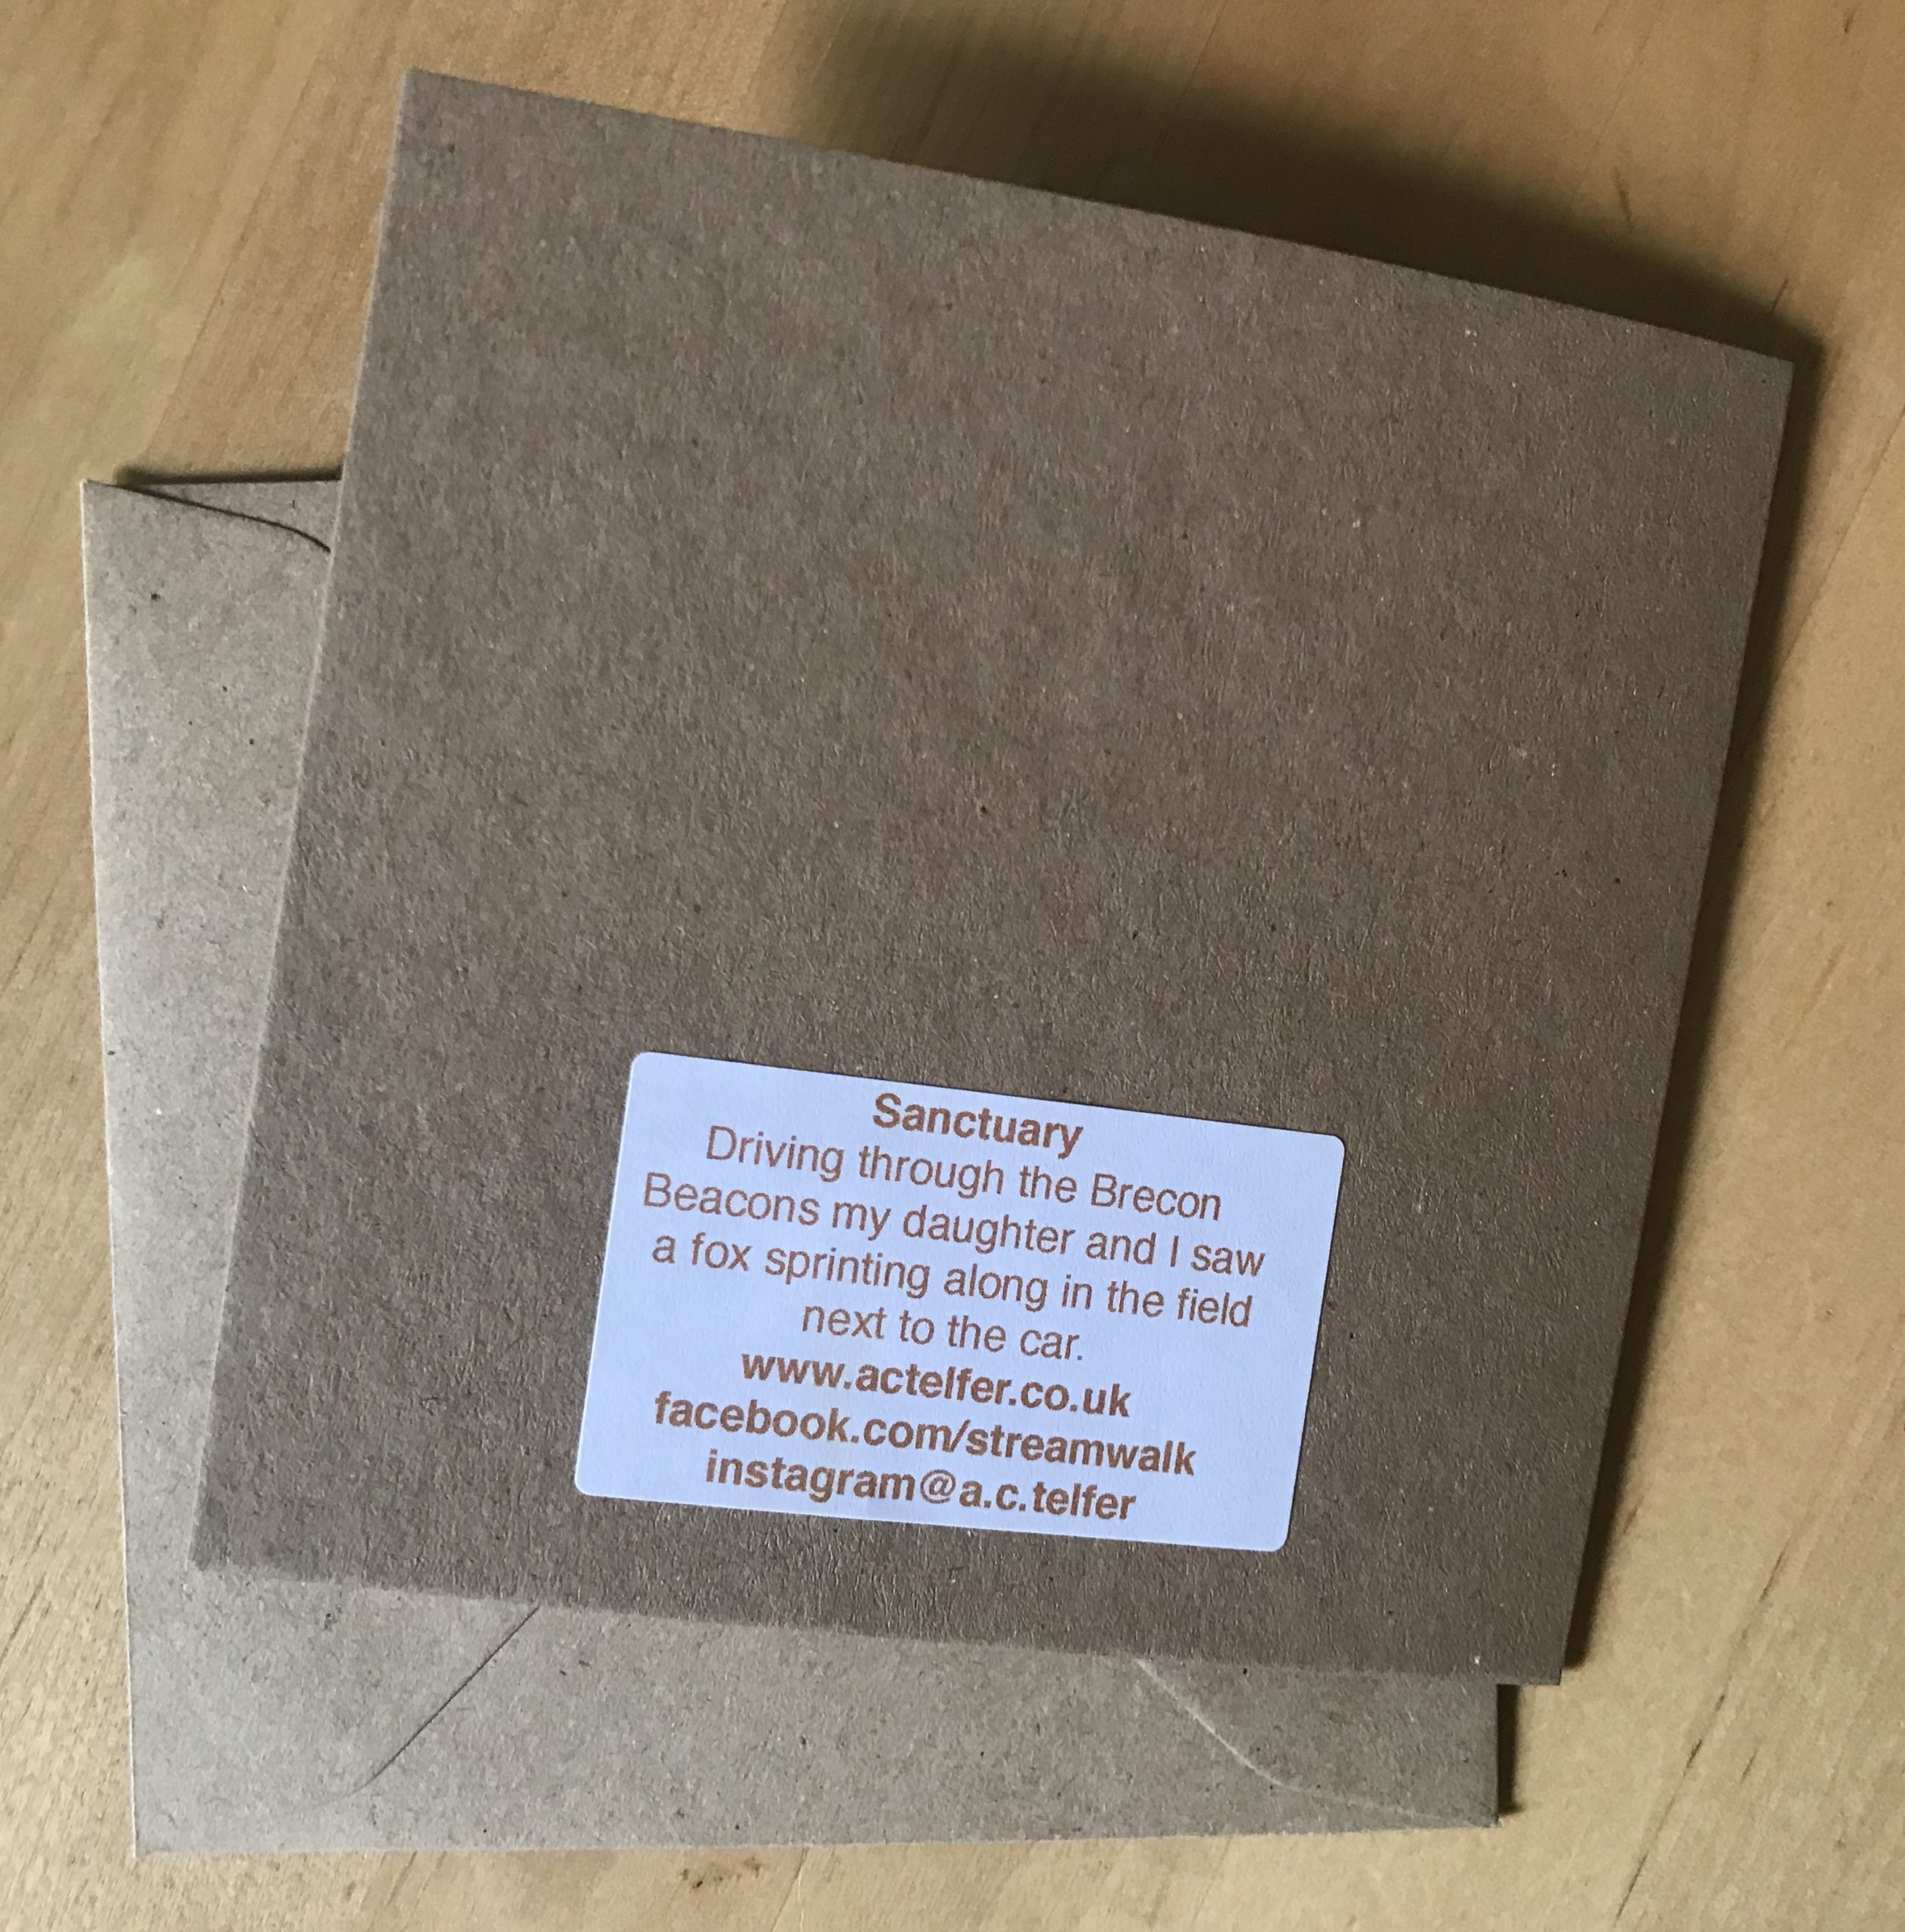 Sanctuary
Driving through the Brecon
Beacons my daughter and I saw
a fox sprinting along in the field
next to the car.
www.actelfer.co.uk
facebook.com/streamwalk
instagram@a.c.telfer